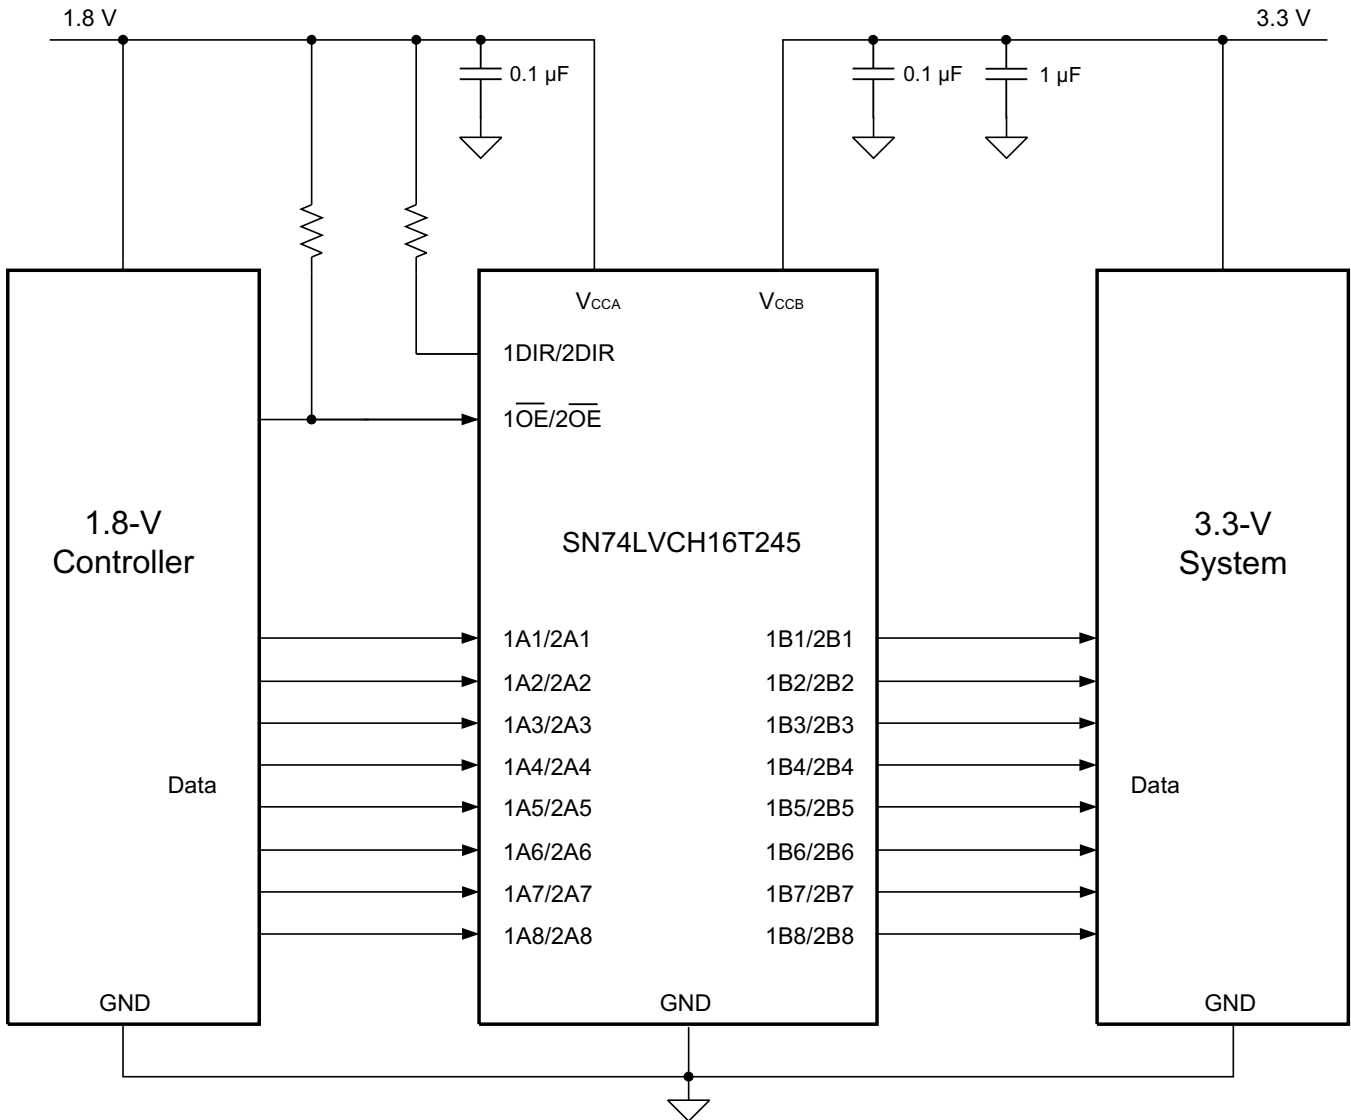 1.8 V
3.3 V
0.1 µF
0.1 µF
1 µF
VCCA
VCCB
1DIR/2DIR
1O̅E̅/2O̅E̅
1.8-V
Controller
SN74LVCH16T245
3.3-V
System
1A1/2A1
1B1/2B1
1A2/2A2
1B2/2B2
1A3/2A3
1B3/2B3
1A4/2A4
1B4/2B4
Data
Data
1A5/2A5
1B5/2B5
1A6/2A6
1B6/2B6
1A7/2A7
1B7/2B7
1A8/2A8
1B8/2B8
GND
GND
GND